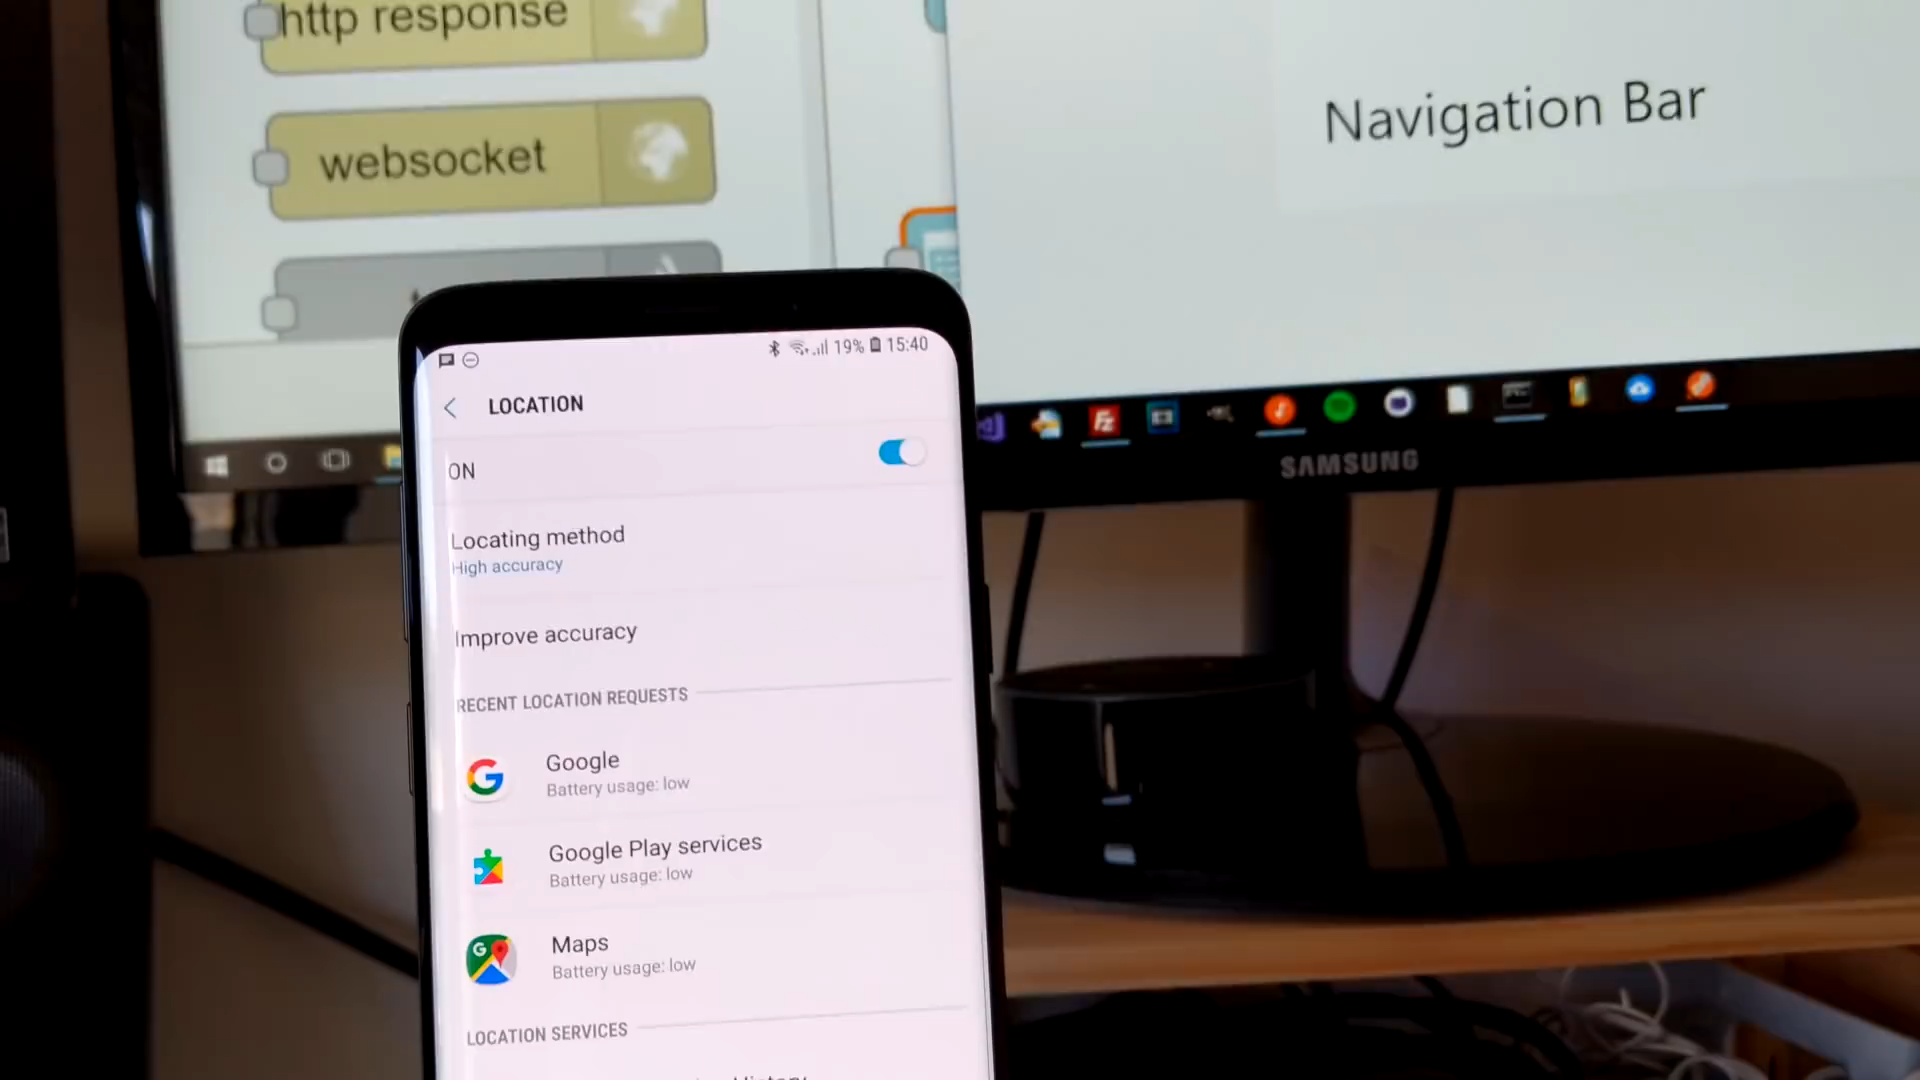 http response
websocket
Navigation Bar
19% 15:40
LOCATION
ON
Locating method
High accuracy
Improve accuracy
RECENT LOCATION REQUESTS
Google
Battery usage: low
Google Play services
Battery usage: low
Maps
Battery usage: low
LOCATION SERVICES
SAMSUNG
Fz